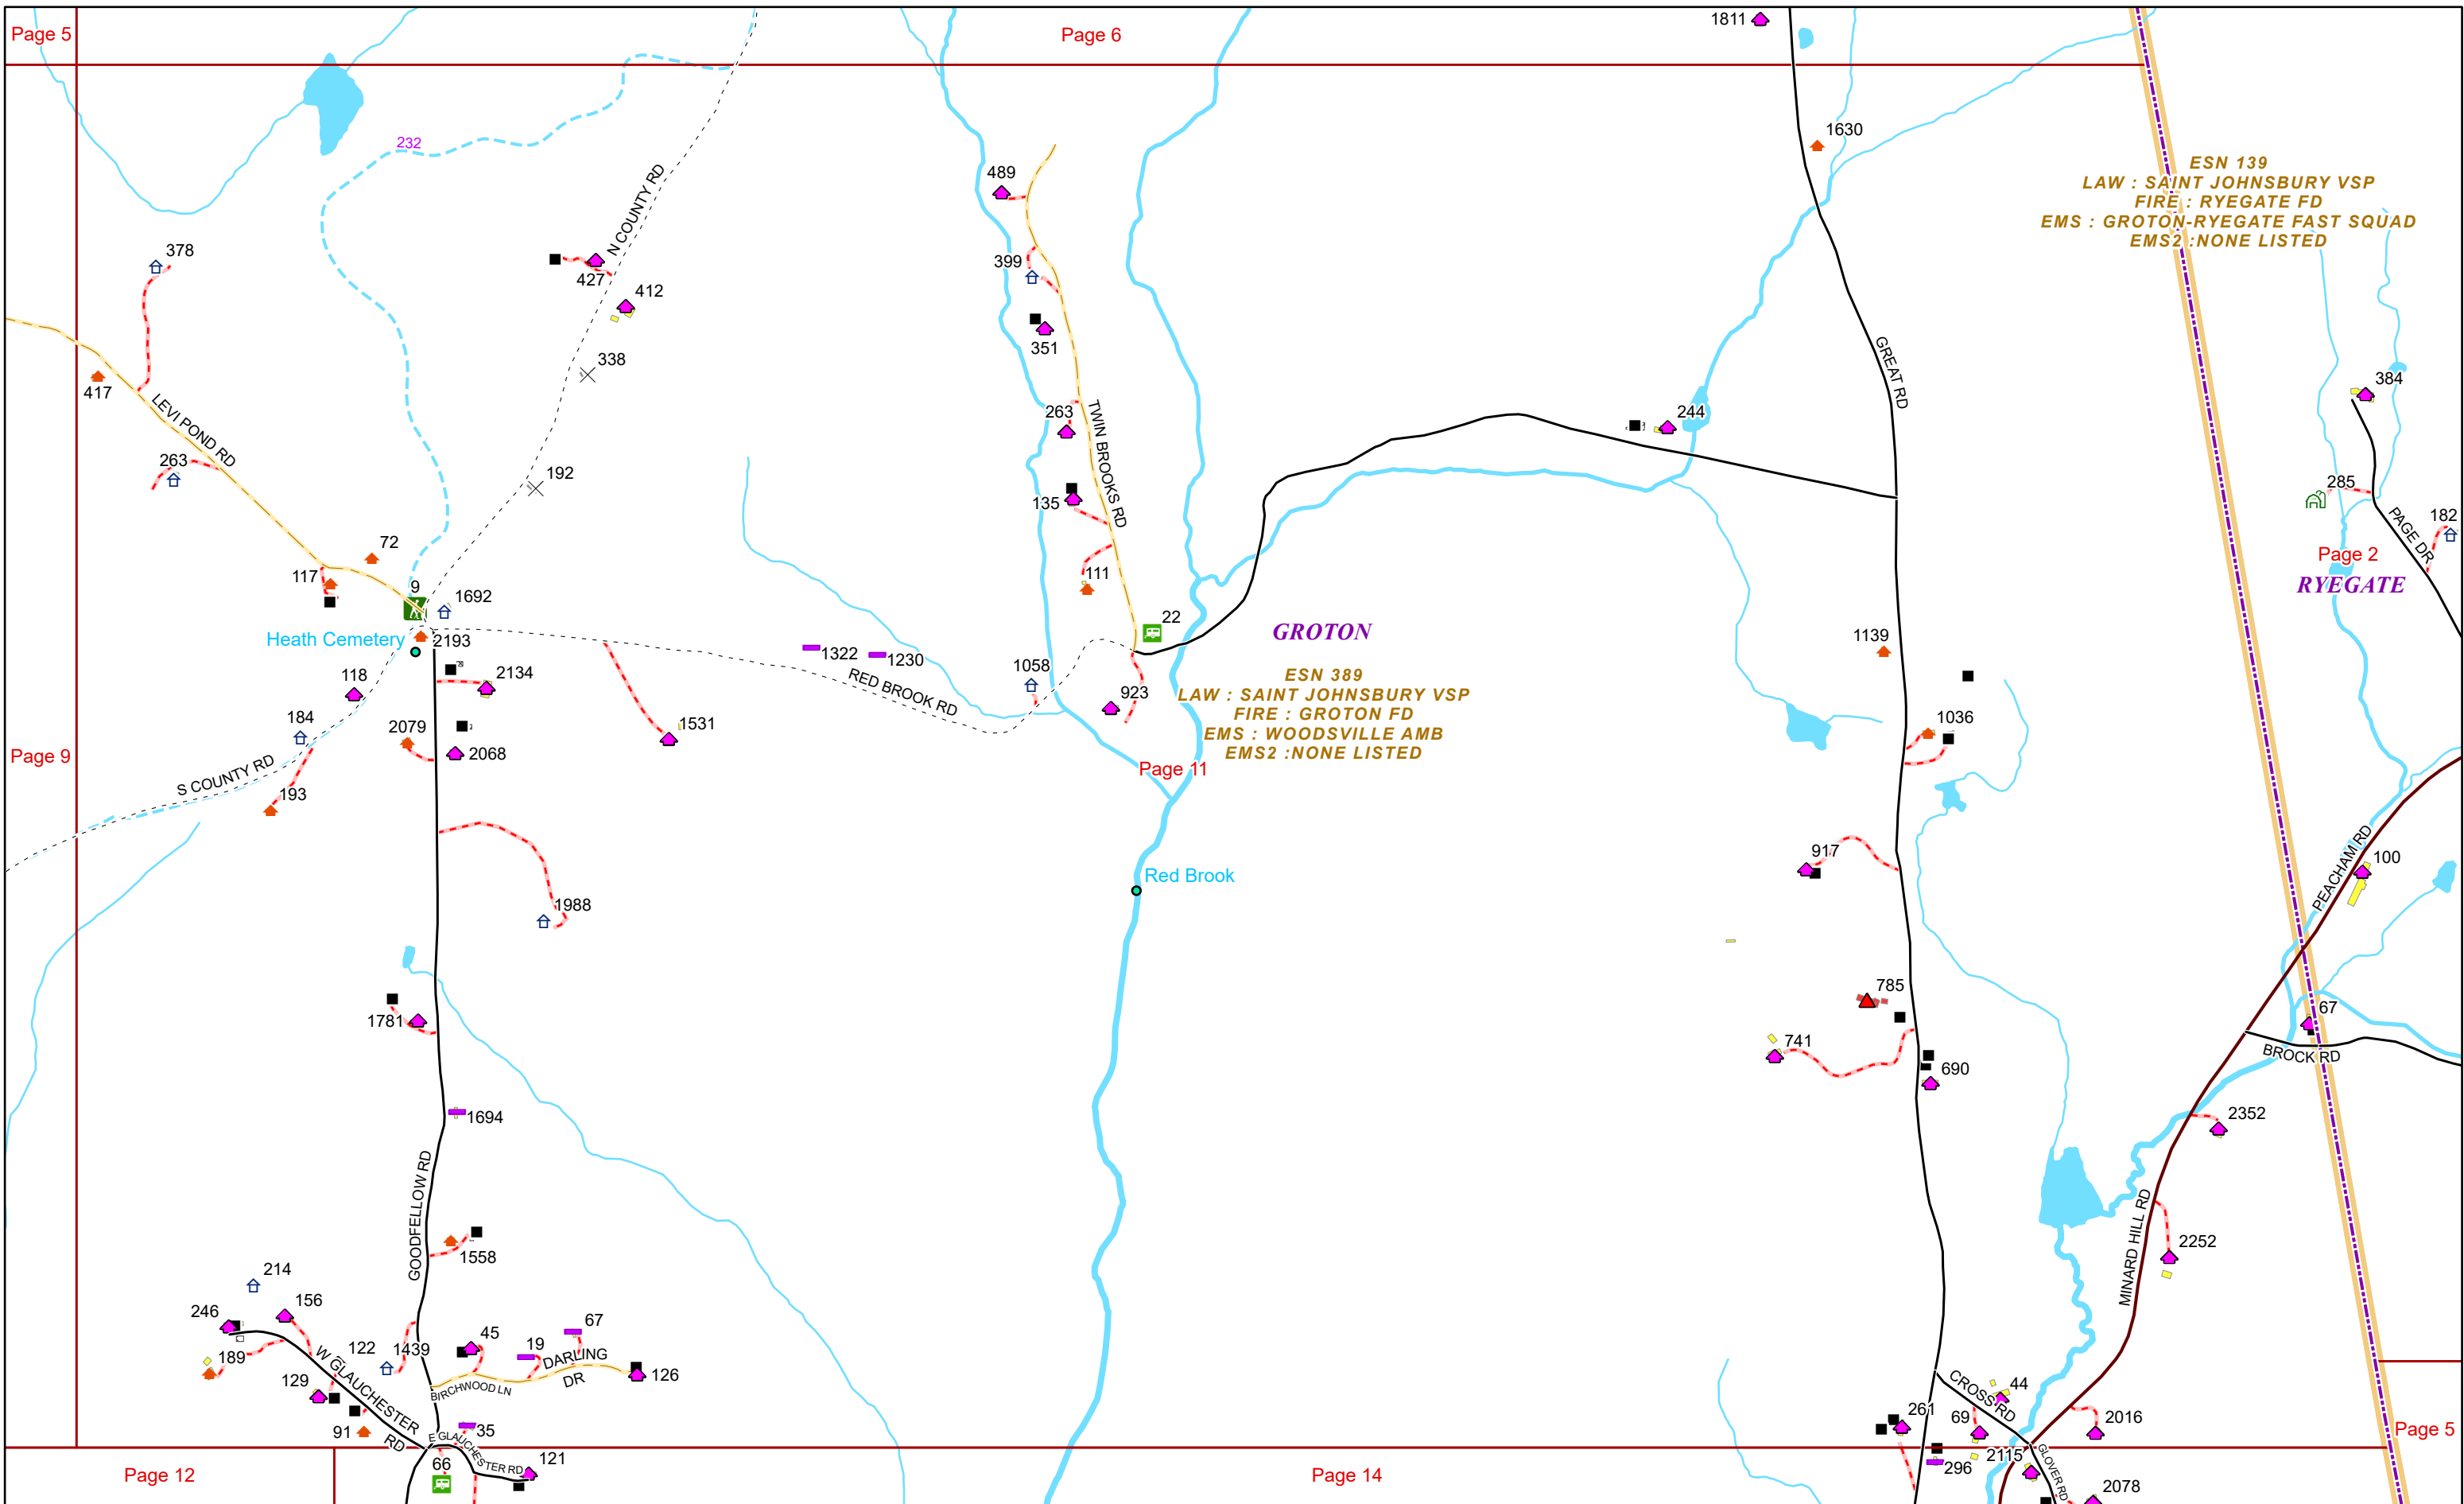 Page 5
Page 6
1811
1630
232
ESN 139
LAW : SAINT JOHNSBURY VSP
FIRE : RYEGATE FD
EMS : GROTON-RYEGATE FAST SQUAD
EMS2 :NONE LISTED
489
N COUNTY RD
378
427
399
412
351
338
GREAT RD
417
384
LEVI POND RD
263
244
TWIN BROOKS RD
263
192
135
285
182
PAGE DR
72
117
111
Page 2
RYEGATE
9
1692
22
GROTON
Heath Cemetery
2193
1322
1230
1139
118
2134
1058
RED BROOK RD
923
ESN 389
LAW : SAINT JOHNSBURY VSP
FIRE : GROTON FD
EMS : WOODSVILLE AMB
EMS2 :NONE LISTED
184
2079
2068
1531
1036
Page 9
S COUNTY RD
193
Page 11
917
PEACHAM RD
100
Red Brook
1988
785
67
1781
741
690
BROCK RD
1694
2352
GOODFELLOW RD
1558
MINARD HILL RD
2252
214
246
156
122
1439
45
19
67
DARLING
DR
189
W GLAUCHESTER
RD
129
BIRCHWOOD LN
126
CROSS RD
44
91
35
261
69
2016
E GLAUCHESTER RD
Page 5
Page 12
66
121
Page 14
296
2115
GLOVER RD
2078